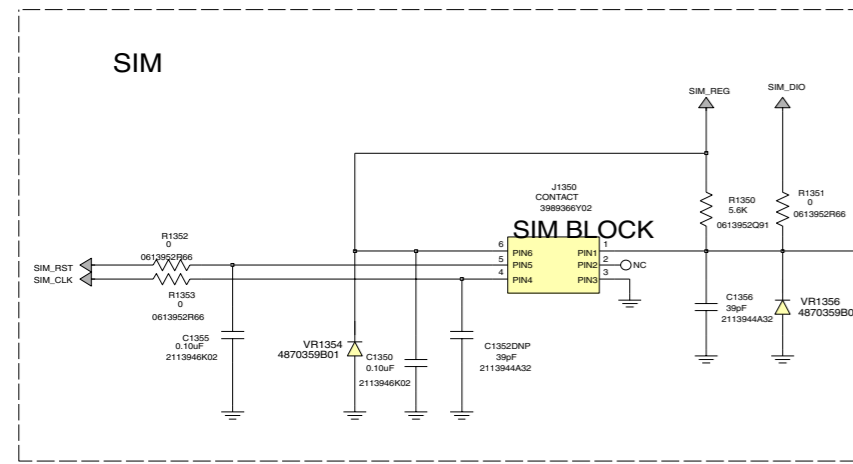 SIM
SIM_REG
SIM_DIO
J1350
CONTACT
3989366Y02
SIM BLOCK
R1350
5.6K
0613952Q91
R1351
0
0613952R66
R1352
0
0613952R66
SIM_RST
SIM_CLK
R1353
0
0613952R66
6
5
4
PIN6
PIN5
PIN4
PIN1
PIN2
PIN3
1
2
3
NC
C1355
0.10uF
2113946K02
VR1354
4870359B01
C1350
0.10uF
2113946K02
C1352DNP
39pF
2113944A32
C1356
39pF
2113944A32
VR1356
4870359B0